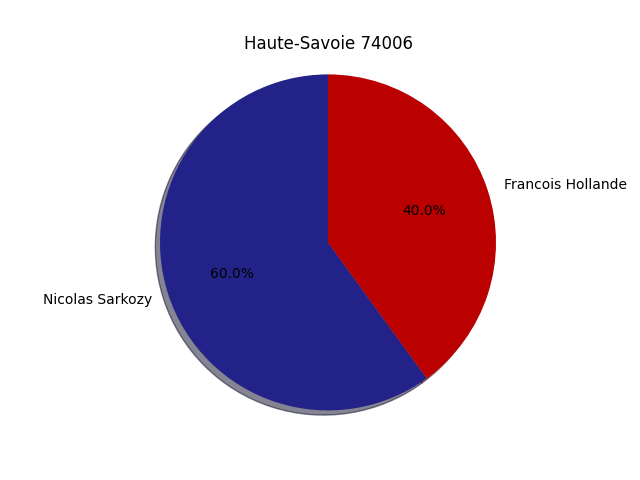 Haute-Savoie 74006
Francois Hollande
40.0%
60.0%
Nicolas Sarkozy